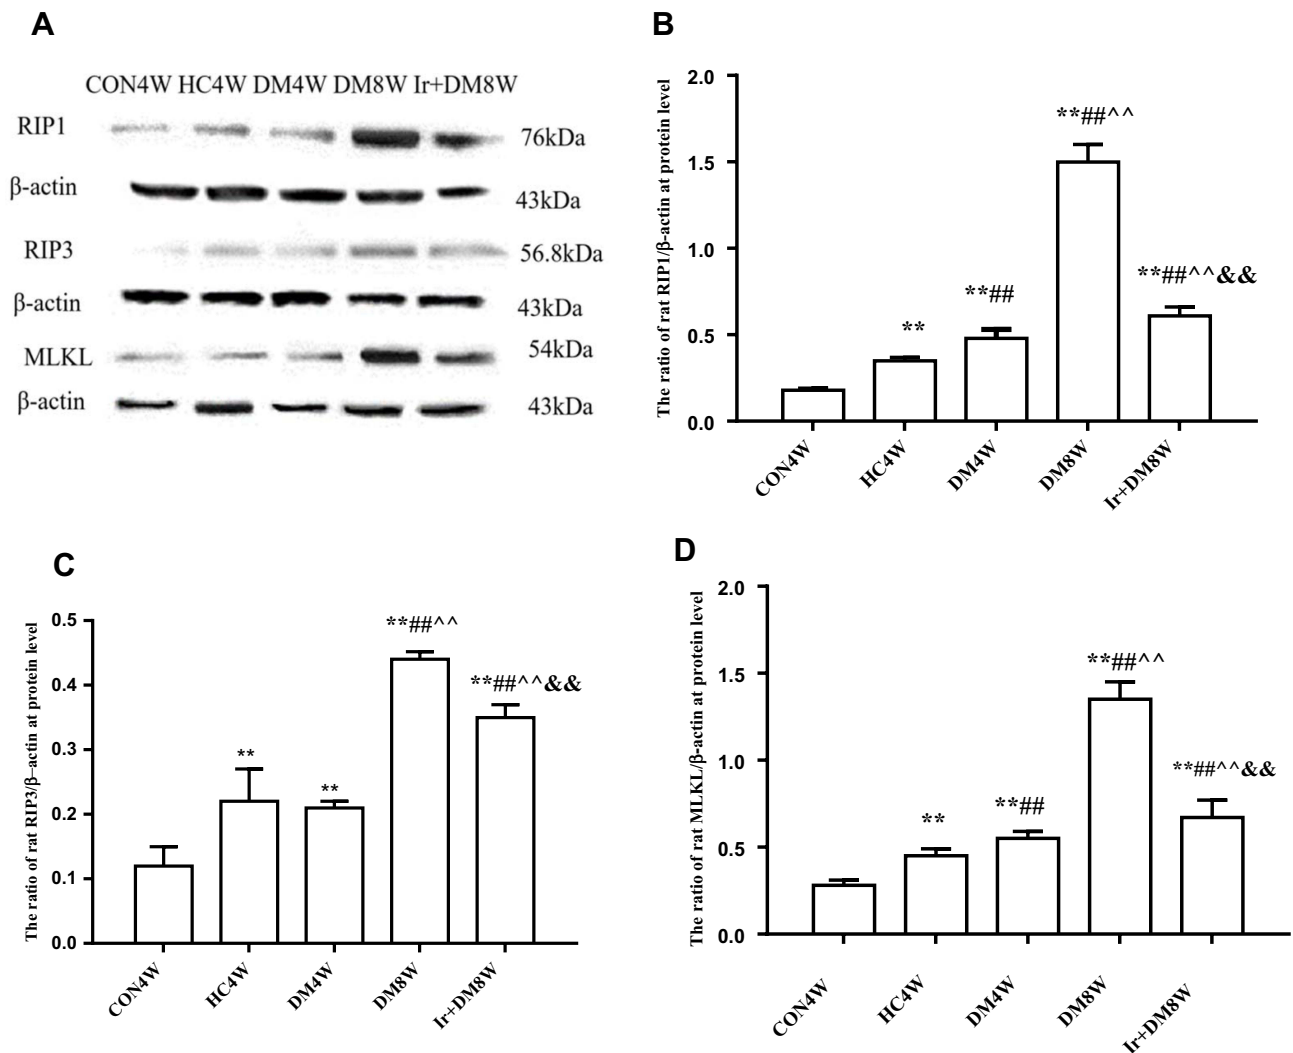 A
CON4W HC4W DM4W DM8W Ir+DM8W
RIP1
76kDa
β-actin
43kDa
RIP3
56.8kDa
β-actin
43kDa
MLKL
54kDa
β-actin
43kDa
B
The ratio of rat RIP1/β-actin at protein level
2.0
1.5
1.0
0.5
0.0
**
**##
**##^^
**##^^&&
CON4W
HC4W
DM4W
DM8W
Ir+DM8W
C
The ratio of rat RIP3/β–actin at protein level
0.5
0.4
0.3
0.2
0.1
0.0
**
**
**##^^
**##^^&&
CON4W
HC4W
DM4W
DM8W
Ir+DM8W
D
The ratio of rat MLKL/β-actin at protein level
2.0
1.5
1.0
0.5
0.0
**
**##
**##^^
**##^^&&
CON4W
HC4W
DM4W
DM8W
Ir+DM8W